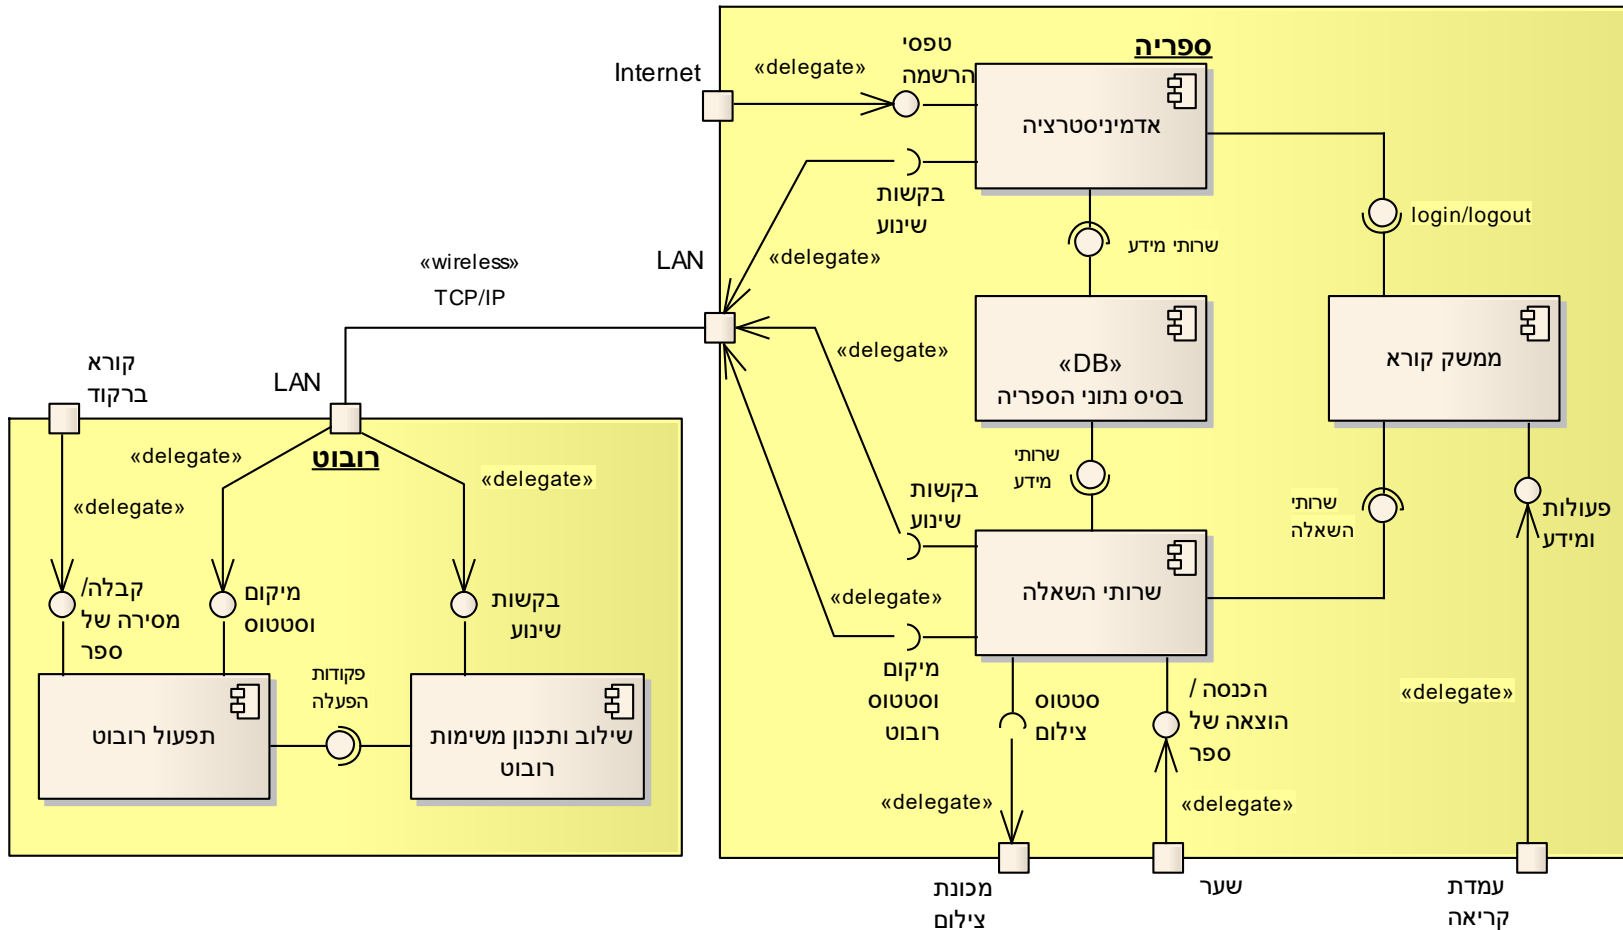 ספריה
Internet
«delegate»
טפסי
הרשמה
אדמיניסטרציה
בקשות
שינוע
«delegate»
login/logout
שרותי מידע
LAN
«wireless»
TCP/IP
«delegate»
«DB»
בסיס נתוני הספריה
ממשק קורא
קורא
ברקוד
LAN
רובוט
«delegate»
«delegate»
«delegate»
שרותי
מידע
בקשות
שינוע
שרותי
השאלה
פעולות
ומידע
קבלה/
מסירה של
ספר
מיקום
וסטטוס
בקשות
שינוע
«delegate»
שרותי השאלה
מיקום
וסטטוס
רובוט
סטטוס
צילום
הכנסה /
הוצאה של
ספר
«delegate»
פקודות
הפעלה
תפעול רובוט
שילוב ותכנון משימות
רובוט
«delegate»
«delegate»
מכונת
צילום
שער
עמדת
קריאה